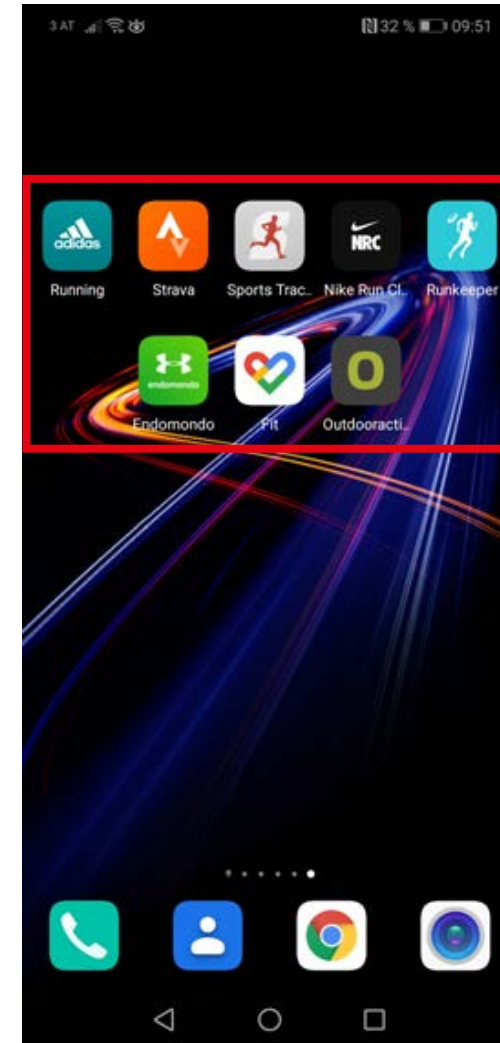 3 AT 32 % 09:51
adidas NRC
Running Strava Sports Trac.. Nike Run Cl.. Runkeeper
endomondo
Endomondo Fit Outdooracti..